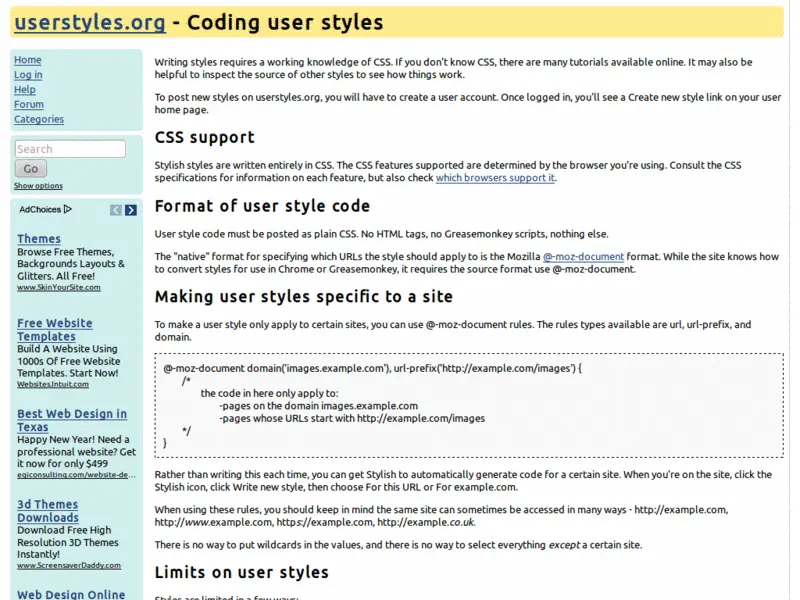 userstyles.org - Coding user styles
Home
Log in
Help
Forum
Categories
Search
Go
Show options
AdChoices
Themes
Browse Free Themes,
Backgrounds Layouts &
Glitters. All Free!
www.SkinYourSite.com
Free Website
Templates
Build A Website Using
1000s Of Free Website
Templates. Start Now!
Websites.Intuit.com
Best Web Design in
Texas
Happy New Year! Need a
professional website? Get
it now for only $499
egiconsulting.com/website-de...
3d Themes
Downloads
Download Free High
Resolution 3D Themes
Instantly!
www.ScreensaverDaddy.com
Web Design Online
Writing styles requires a working knowledge of CSS. If you don't know CSS, there are many tutorials available online. It may also be
helpful to inspect the source of other styles to see how things work.
To post new styles on userstyles.org, you will have to create a user account. Once logged in, you'll see a Create new style link on your user
home page.
CSS support
Stylish styles are written entirely in CSS. The CSS features supported are determined by the browser you're using. Consult the CSS
specifications for information on each feature, but also check which browsers support it.
Format of user style code
User style code must be posted as plain CSS. No HTML tags, no Greasemonkey scripts, nothing else.
The "native" format for specifying which URLs the style should apply to is the Mozilla @-moz-document format. While the site knows how
to convert styles for use in Chrome or Greasemonkey, it requires the source format use @-moz-document.
Making user styles specific to a site
To make a user style only apply to certain sites, you can use @-moz-document rules. The rules types available are url, url-prefix, and
domain.
@-moz-document domain('images.example.com'), url-prefix('http://example.com/images') {
/*
the code in here only apply to:
-pages on the domain images.example.com
-pages whose URLs start with http://example.com/images
*/
}
Rather than writing this each time, you can get Stylish to automatically generate code for a certain site. When you're on the site, click the
Stylish icon, click Write new style, then choose For this URL or For example.com.
When using these rules, you should keep in mind the same site can sometimes be accessed in many ways - http://example.com,
http://www.example.com, https://example.com, http://example.co.uk.
There is no way to put wildcards in the values, and there is no way to select everything except a certain site.
Limits on user styles
Styles are limited in a few ways: